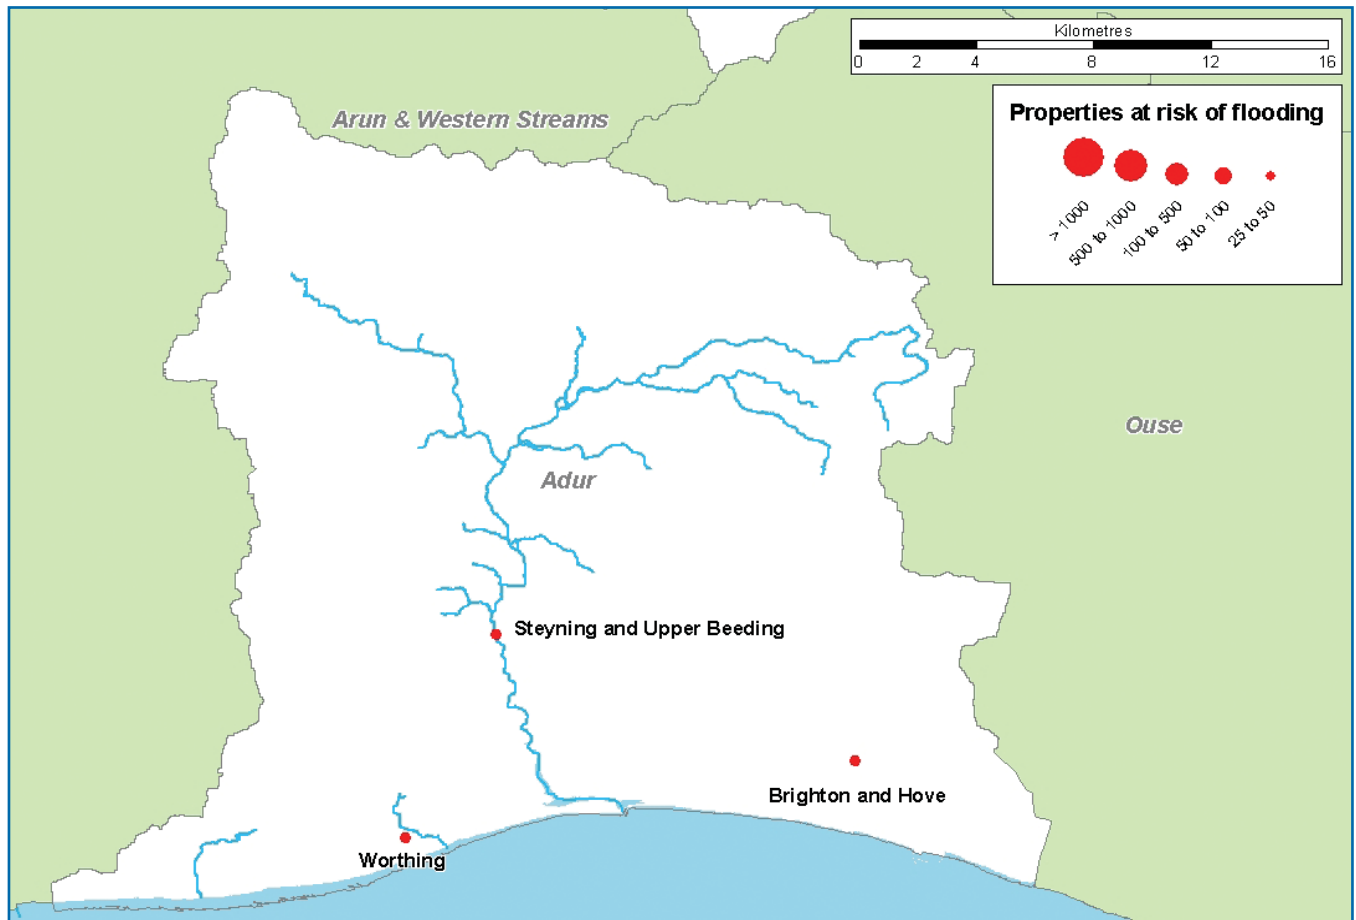 Kilometres
0 2 4 8 12 16
Properties at risk of flooding
> 1000
500 to 1000
100 to 500
50 to 100
25 to 50
Arun & Western Streams
Ouse
Adur
Steyning and Upper Beeding
Brighton and Hove
Worthing